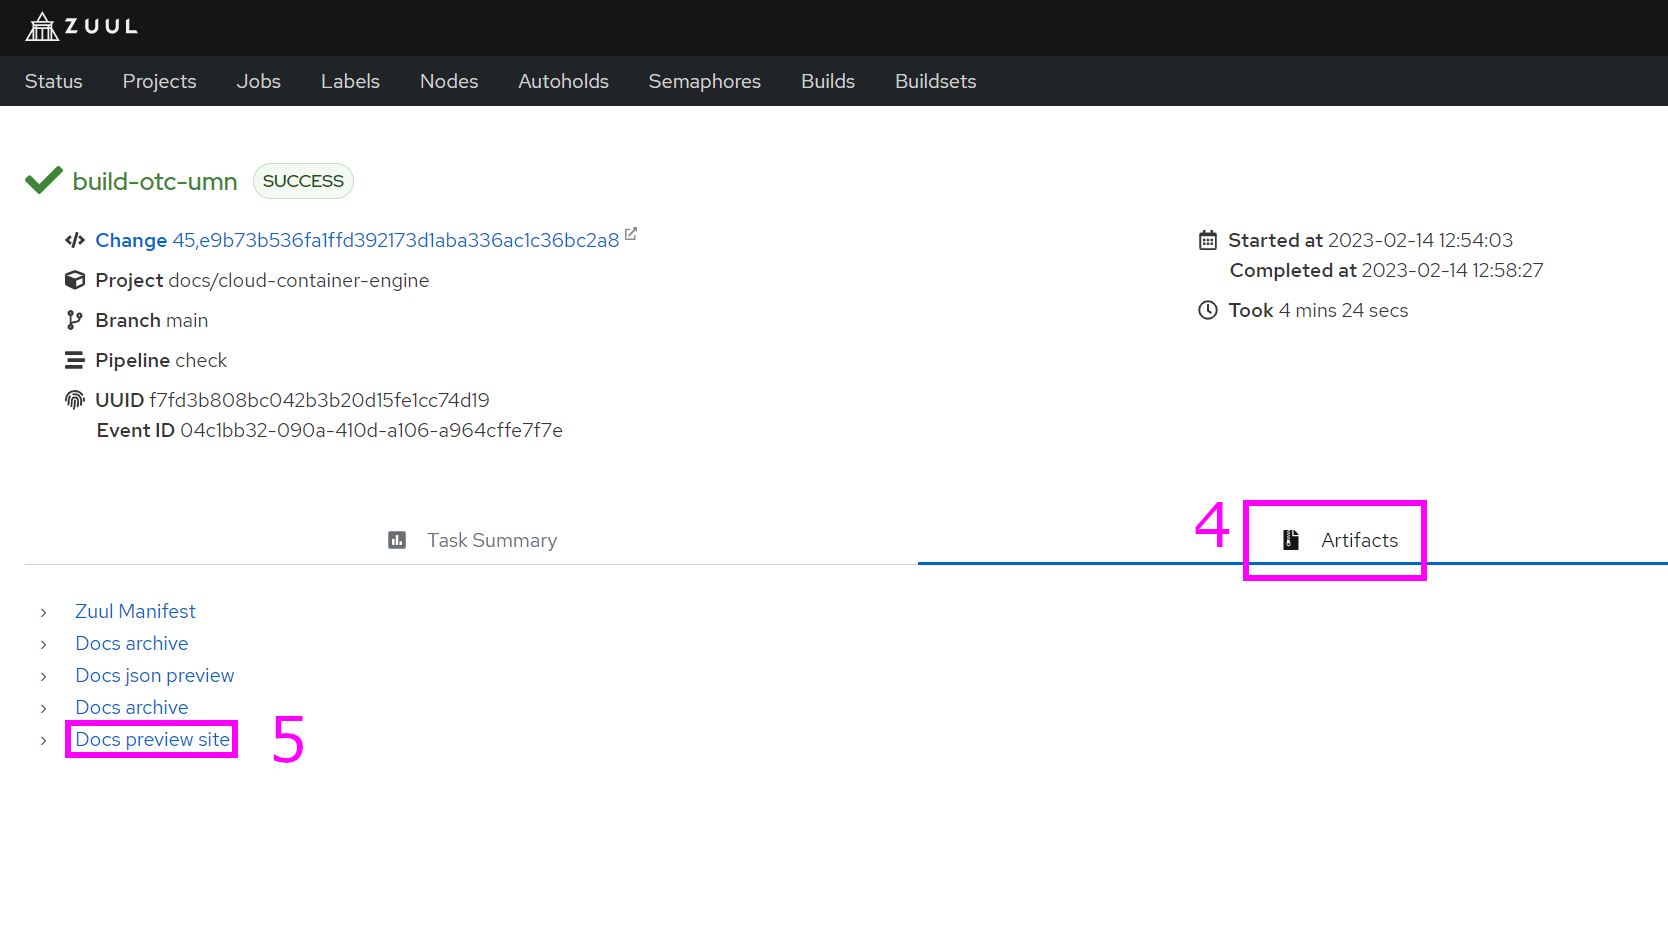 ZUUL
Status Projects Jobs Labels Nodes Autoholds Semaphores Builds Buildsets
build-otc-umn SUCCESS
Change 45,e9b73b536fa1ffd392173d1aba336ac1c36bc2a8
Project docs/cloud-container-engine
Branch main
Pipeline check
UUID f7fd3b808bc042b3b20d15fe1cc74d19
Event ID 04c1bb32-090a-410d-a106-a964cffe7f7e
Started at 2023-02-14 12:54:03
Completed at 2023-02-14 12:58:27
Took 4 mins 24 secs
Task Summary
4 Artifacts
Zuul Manifest
Docs archive
Docs json preview
Docs archive
Docs preview site 5